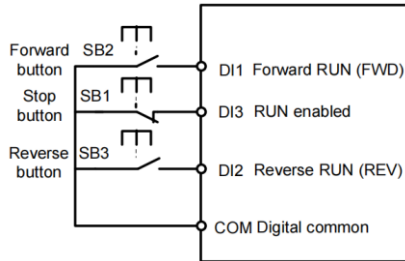 Forward
button
SB2
DI1 Forward RUN (FWD)
Stop
button
SB1
DI3 RUN enabled
Reverse
button
SB3
DI2 Reverse RUN (REV)
COM Digital common